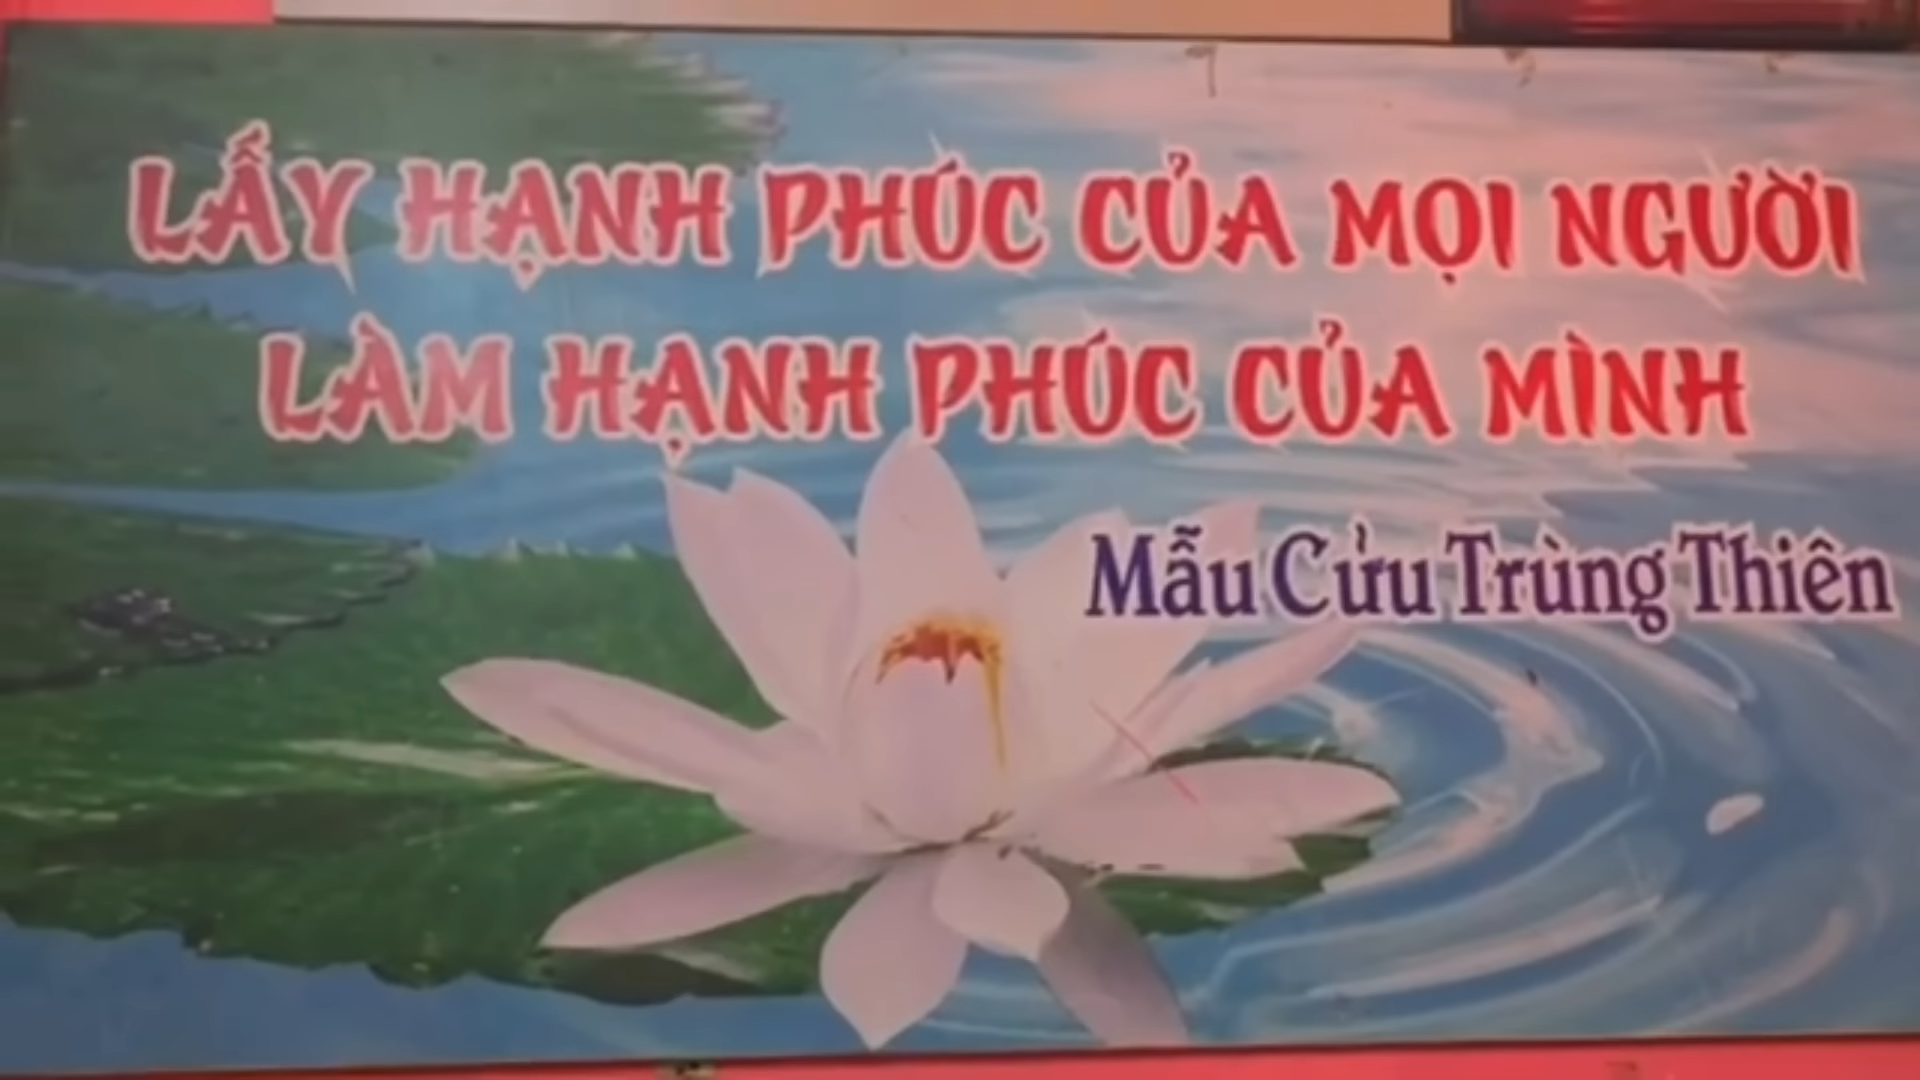 LẤY HẠNH PHÚC CỦA MỌI NGƯỜI
LÀM HẠNH PHÚC CỦA MÌNH
Mẫu Cửu Trùng Thiên